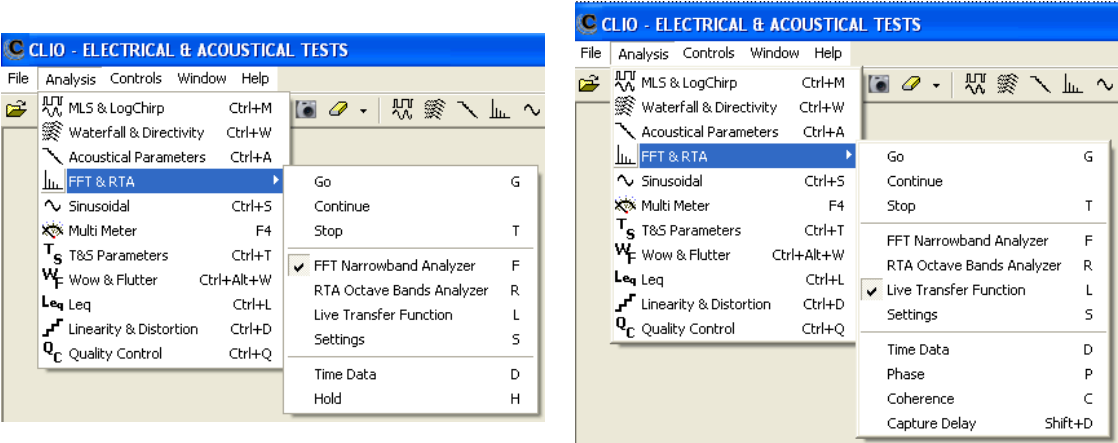 CLIO - ELECTRICAL & ACOUSTICAL TESTS
File Analysis Controls Window Help
MLS & LogChirp Ctrl+M
Waterfall & Directivity Ctrl+W
Acoustical Parameters Ctrl+A
FFT & RTA
Sinusoidal Ctrl+S
Multi Meter F4
T&S Parameters Ctrl+T
Wow & Flutter Ctrl+Alt+W
Leq Leq Ctrl+L
Linearity & Distortion Ctrl+D
Quality Control Ctrl+Q
Go G
Continue
Stop T
FFT Narrowband Analyzer F
RTA Octave Bands Analyzer R
Live Transfer Function L
Settings S
Time Data D
Hold H
CLIO - ELECTRICAL & ACOUSTICAL TESTS
File Analysis Controls Window Help
MLS & LogChirp Ctrl+M
Waterfall & Directivity Ctrl+W
Acoustical Parameters Ctrl+A
FFT & RTA
Sinusoidal Ctrl+S
Multi Meter F4
T&S Parameters Ctrl+T
Wow & Flutter Ctrl+Alt+W
Leq Leq Ctrl+L
Linearity & Distortion Ctrl+D
Quality Control Ctrl+Q
Go G
Continue
Stop T
FFT Narrowband Analyzer F
RTA Octave Bands Analyzer R
Live Transfer Function L
Settings S
Time Data D
Phase P
Coherence C
Capture Delay Shift+D